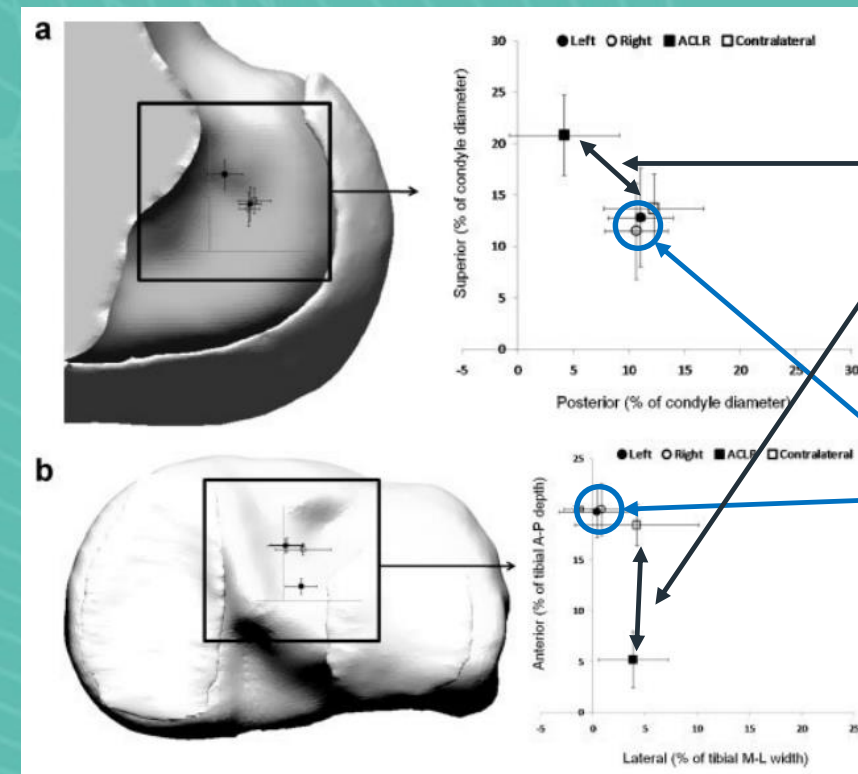 a
● Left ○ Right ■ ACLR □ Contralateral
30
25
20
15
10
5
0
-5 0 5 10 15 20 25 30
Superior (% of condyle diameter)
Posterior (% of condyle diameter)
b
● Left ○ Right ■ ACLR □ Contralateral
25
15
10
5
0
-5 0 5 10 15 20 25
Anterior (% of tibial A-P depth)
Lateral (% of tibial M-L width)